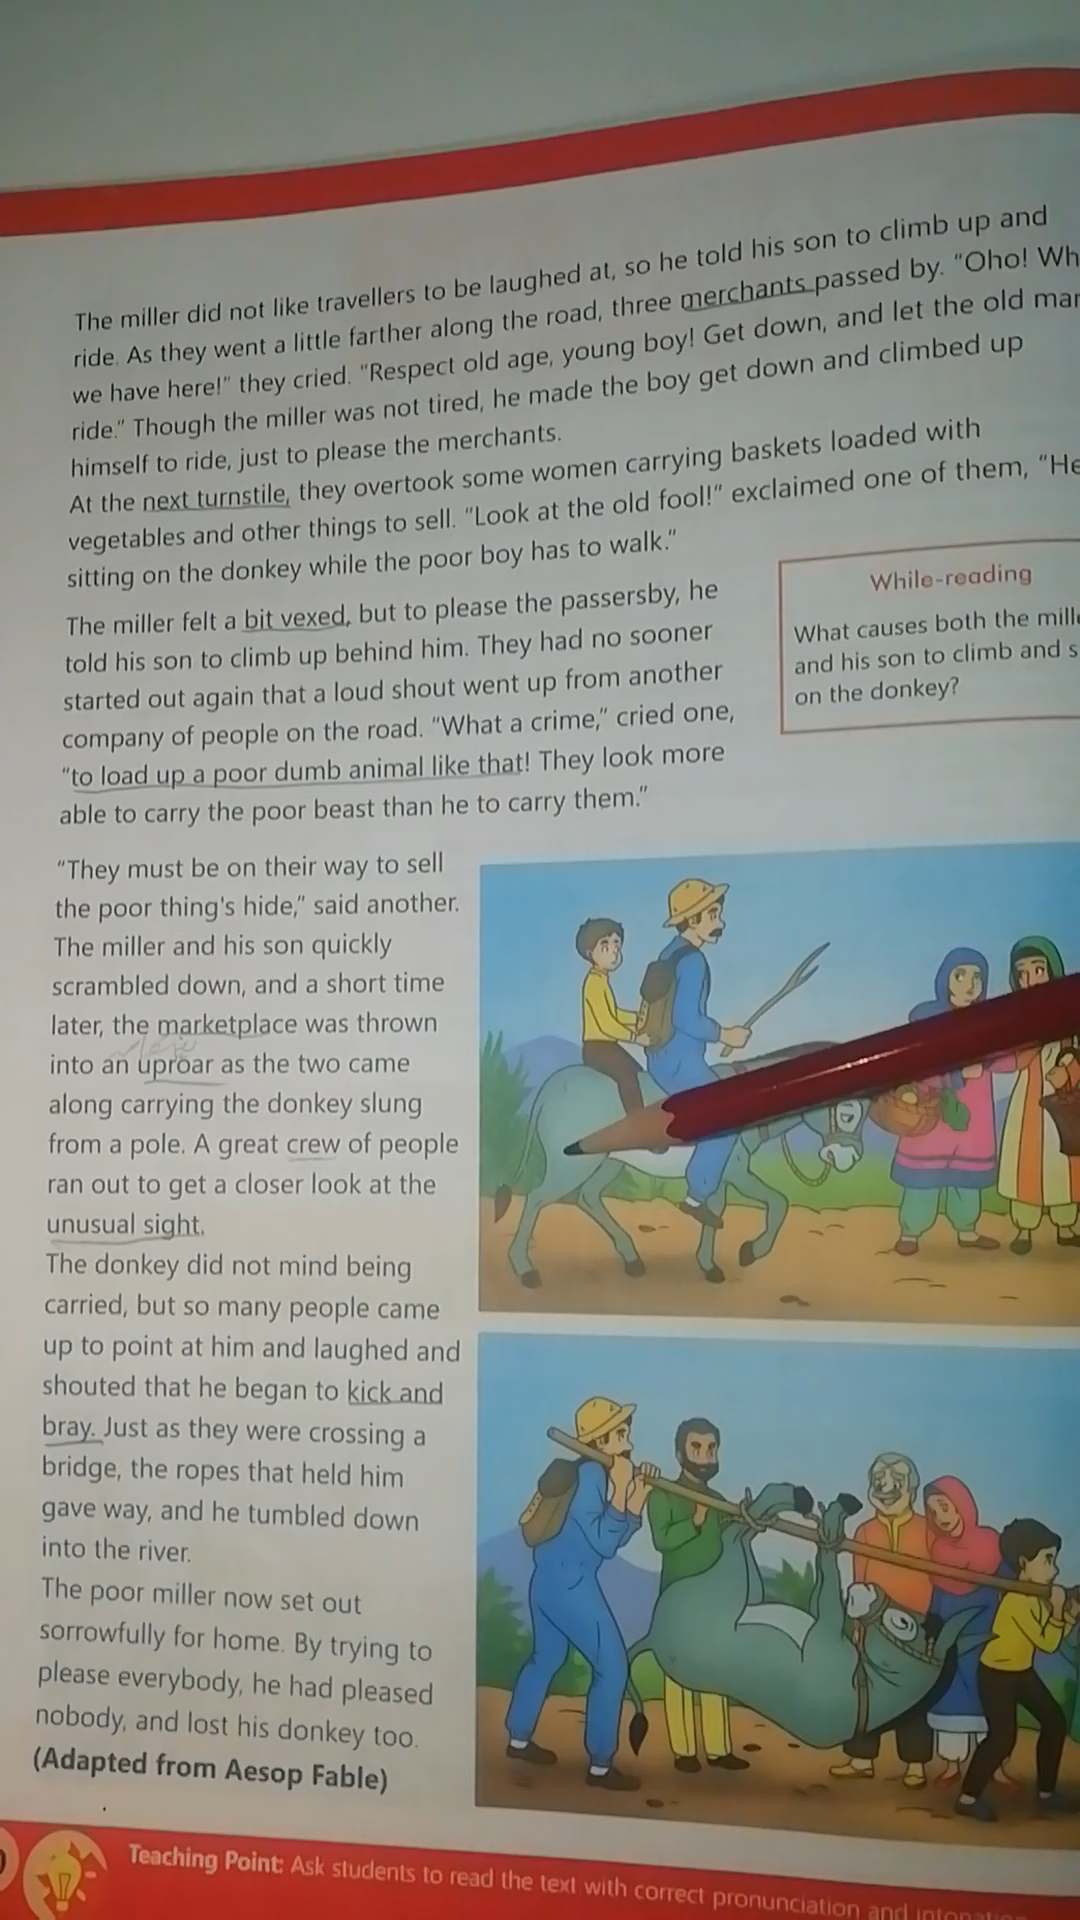 The miller did not like travellers to be laughed at, so he told his son to climb up and
ride. As they went a little farther along the road, three merchants passed by. "Oho! Wh
we have here!" they cried. "Respect old age, young boy! Get down, and let the old man
ride." Though the miller was not tired, he made the boy get down and climbed up
himself to ride, just to please the merchants.
At the next turnstile, they overtook some women carrying baskets loaded with
vegetables and other things to sell. "Look at the old fool!" exclaimed one of them, "He
sitting on the donkey while the poor boy has to walk."
The miller felt a bit vexed, but to please the passersby, he
told his son to climb up behind him. They had no sooner
started out again that a loud shout went up from another
company of people on the road. "What a crime," cried one,
"to load up a poor dumb animal like that! They look more
able to carry the poor beast than he to carry them."
While-reading
What causes both the mille
and his son to climb and s
on the donkey?
"They must be on their way to sell
the poor thing's hide," said another.
The miller and his son quickly
scrambled down, and a short time
later, the marketplace was thrown
into an uproar as the two came
along carrying the donkey slung
from a pole. A great crew of people
ran out to get a closer look at the
unusual sight.
The donkey did not mind being
carried, but so many people came
up to point at him and laughed and
shouted that he began to kick and
bray. Just as they were crossing a
bridge, the ropes that held him
gave way, and he tumbled down
into the river.
The poor miller now set out
sorrowfully for home. By trying to
please everybody, he had pleased
nobody, and lost his donkey too.
(Adapted from Aesop Fable)
Teaching Point: Ask students to read the text with correct pronunciation and intonation